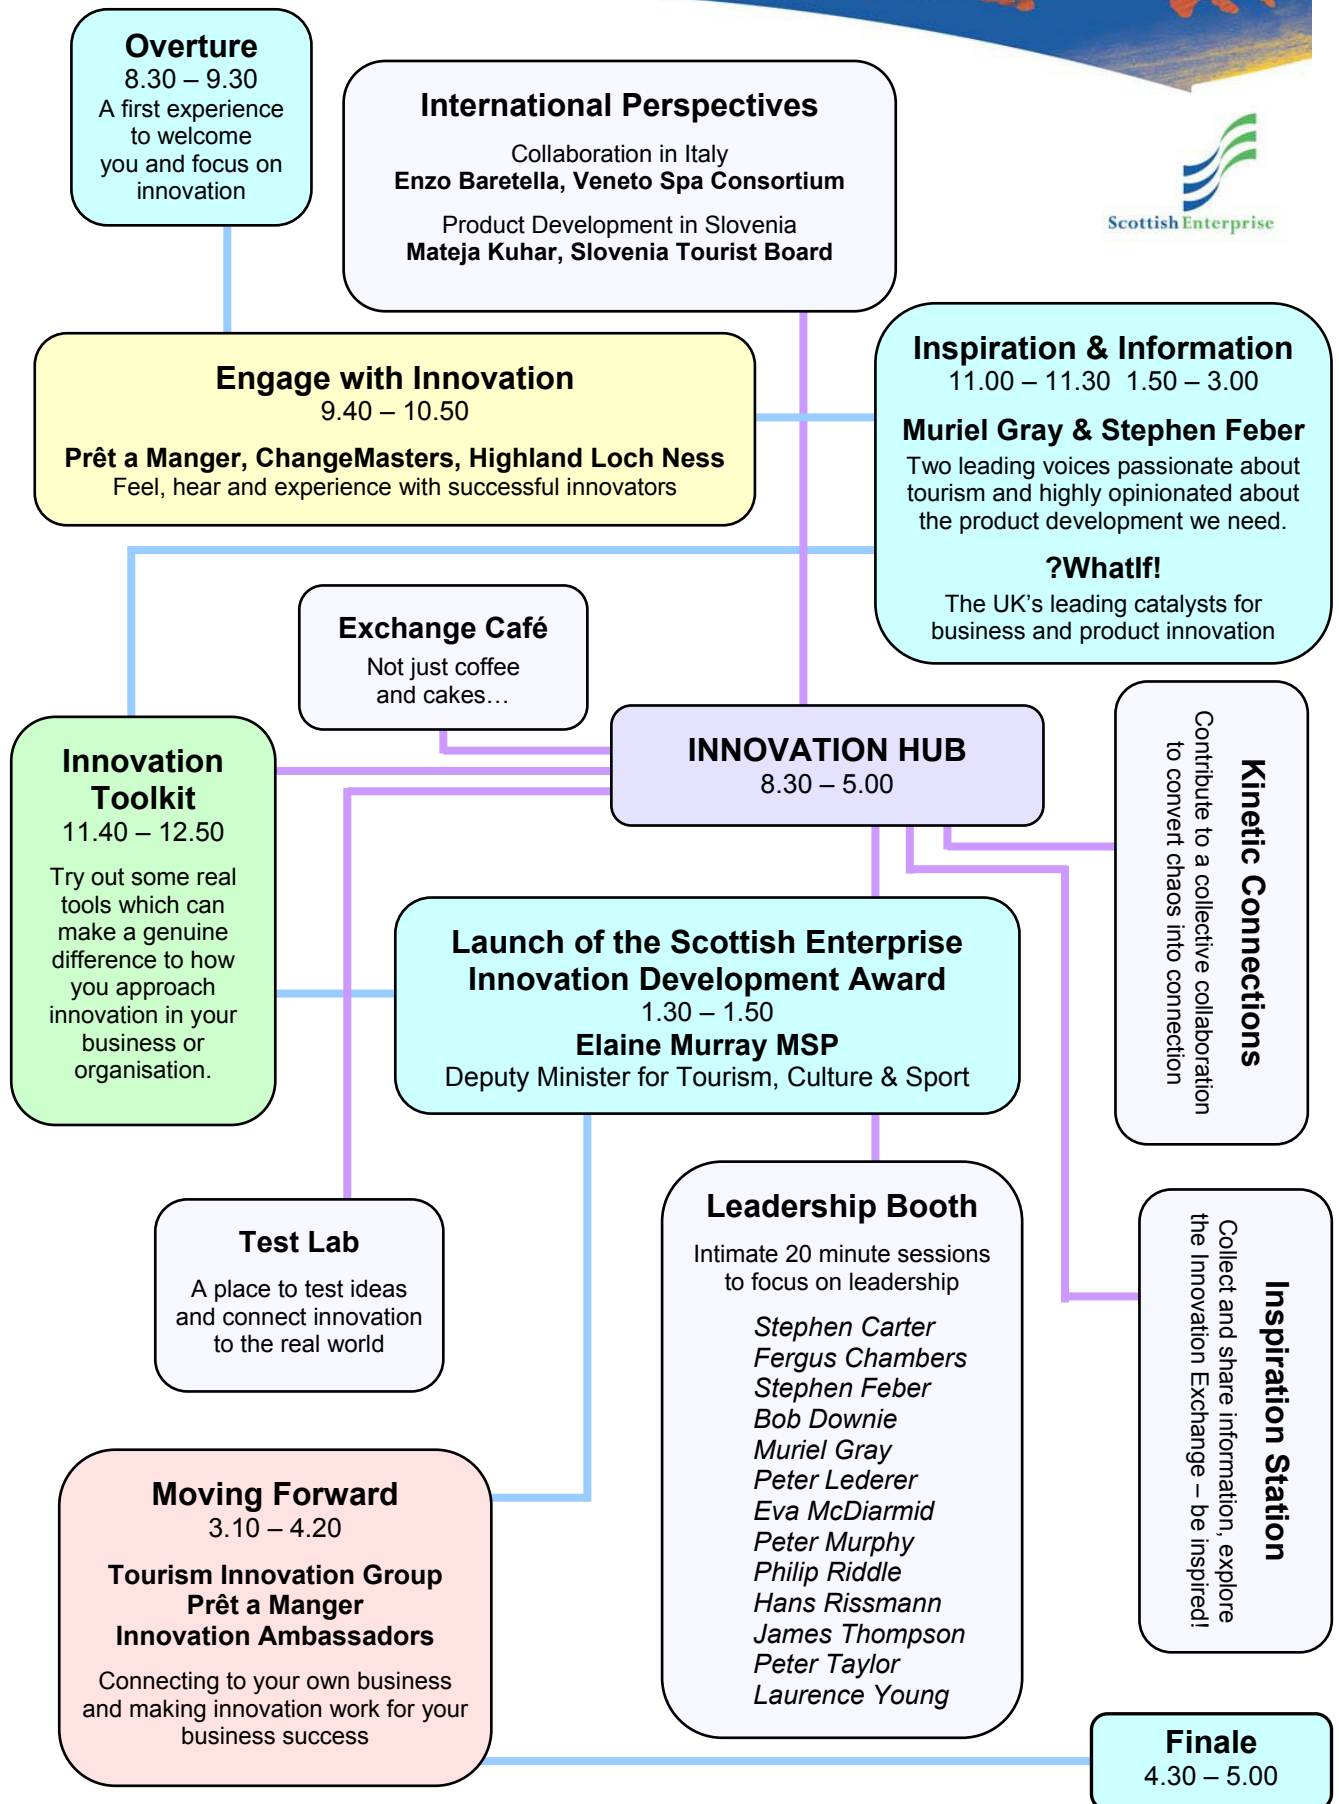 Overture
8.30 – 9.30
A first experience
to welcome
you and focus on
innovation
International Perspectives
Collaboration in Italy
Enzo Baretella, Veneto Spa Consortium
Product Development in Slovenia
Mateja Kuhar, Slovenia Tourist Board
Scottish Enterprise
Engage with Innovation
9.40 – 10.50
Prêt a Manger, ChangeMasters, Highland Loch Ness
Feel, hear and experience with successful innovators
Inspiration & Information
11.00 – 11.30 1.50 – 3.00
Muriel Gray & Stephen Feber
Two leading voices passionate about
tourism and highly opinionated about
the product development we need.
?WhatIf!
The UK's leading catalysts for
business and product innovation
Exchange Café
Not just coffee
and cakes…
INNOVATION HUB
8.30 – 5.00
Kinetic Connections
Contribute to a collective collaboration
to convert chaos into connection
Innovation
Toolkit
11.40 – 12.50
Try out some real
tools which can
make a genuine
difference to how
you approach
innovation in your
business or
organisation.
Launch of the Scottish Enterprise
Innovation Development Award
1.30 – 1.50
Elaine Murray MSP
Deputy Minister for Tourism, Culture & Sport
Test Lab
A place to test ideas
and connect innovation
to the real world
Leadership Booth
Intimate 20 minute sessions
to focus on leadership
Stephen Carter
Fergus Chambers
Stephen Feber
Bob Downie
Muriel Gray
Peter Lederer
Eva McDiarmid
Peter Murphy
Philip Riddle
Hans Rissmann
James Thompson
Peter Taylor
Laurence Young
Inspiration Station
Collect and share information, explore
the Innovation Exchange – be inspired!
Moving Forward
3.10 – 4.20
Tourism Innovation Group
Prêt a Manger
Innovation Ambassadors
Connecting to your own business
and making innovation work for your
business success
Finale
4.30 – 5.00